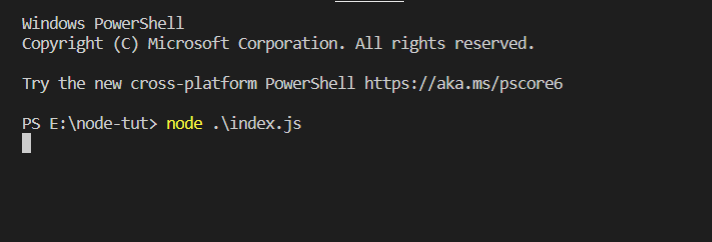 Windows PowerShell
Copyright (C) Microsoft Corporation. All rights reserved.
Try the new cross-platform PowerShell https://aka.ms/pscore6
PS E:\node-tut> node .\index.js